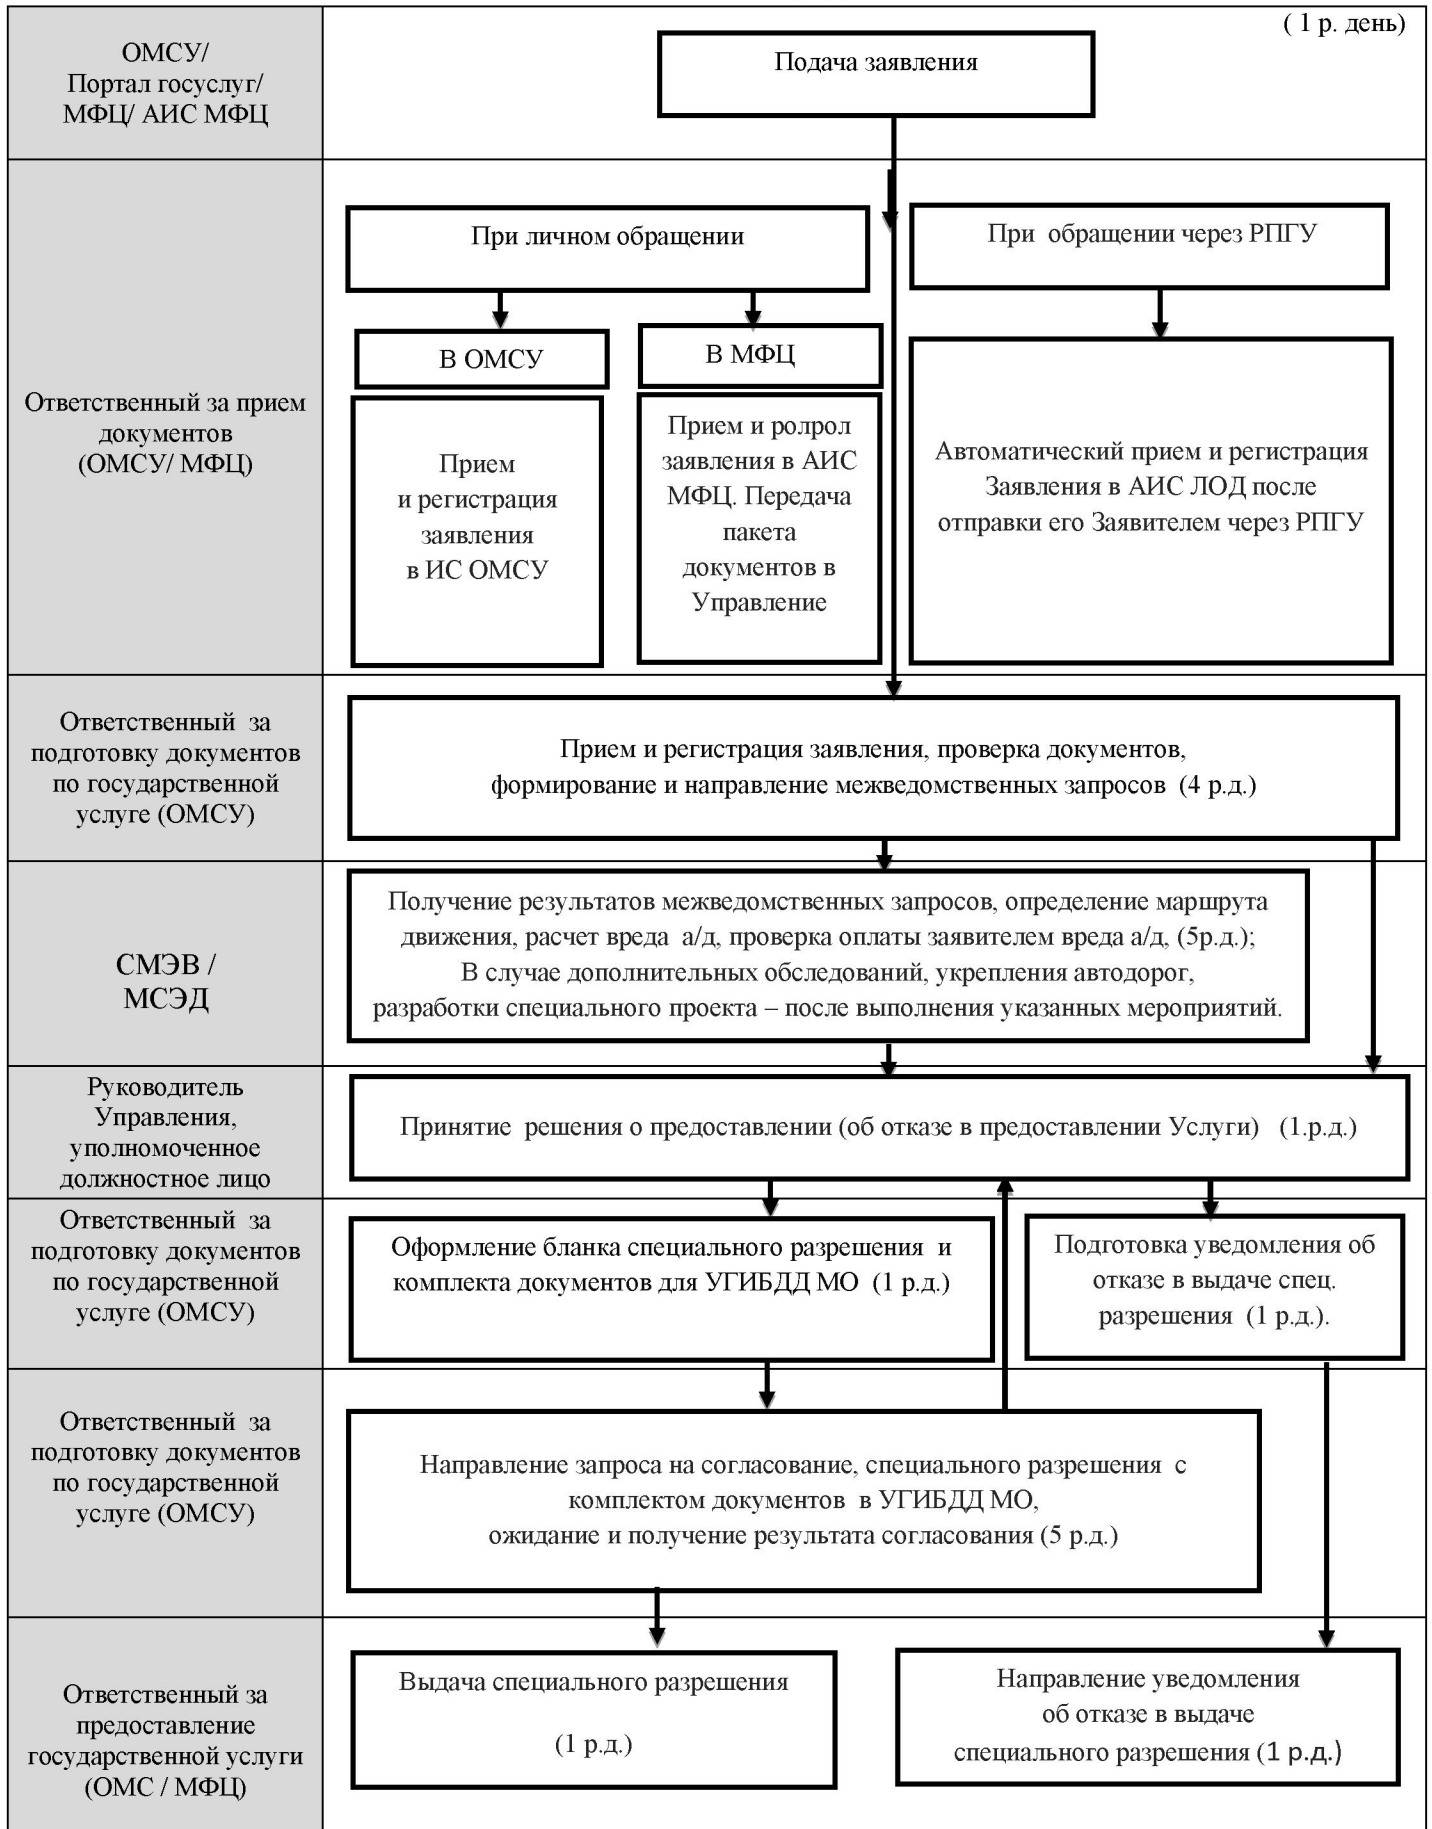 ( 1 р. день)
ОМСУ/
Портал госуслуг/
МФЦ/ АИС МФЦ
Подача заявления
Ответственный за прием
документов
(ОМСУ/ МФЦ)
При личном обращении
При  обращении через РПГУ
В ОМСУ
В МФЦ
Прием
и регистрация
заявления
в ИС ОМСУ
Прием и ролрол
заявления в АИС
МФЦ. Передача
пакета
документов в
Управление
Автоматический прием и регистрация
Заявления в АИС ЛОД после
отправки его Заявителем через РПГУ
Ответственный  за
подготовку документов
по государственной
услуге (ОМСУ)
Прием и регистрация заявления, проверка документов,
формирование и направление межведомственных запросов  (4 р.д.)
СМЭВ /
МСЭД
Получение результатов межведомственных запросов, определение маршрута
движения, расчет вреда  а/д, проверка оплаты заявителем вреда а/д, (5р.д.);
В случае дополнительных обследований, укрепления автодорог,
разработки специального проекта – после выполнения указанных мероприятий.
Руководитель
Управления,
уполномоченное
должностное лицо
Принятие  решения о предоставлении (об отказе в предоставлении Услуги)   (1.р.д.)
Ответственный  за
подготовку документов
по государственной
услуге (ОМСУ)
Оформление бланка специального разрешения  и
комплекта документов для УГИБДД МО  (1 р.д.)
Подготовка уведомления об
отказе в выдаче спец.
разрешения  (1 р.д.).
Ответственный  за
подготовку документов
по государственной
услуге (ОМСУ)
Направление запроса на согласование, специального разрешения  с
комплектом документов  в УГИБДД МО,
ожидание и получение результата согласования (5 р.д.)
Ответственный за
предоставление
государственной услуги
(ОМС / МФЦ)
Выдача специального разрешения
(1 р.д.)
Направление уведомления
об отказе в выдаче
специального разрешения (1 р.д.)